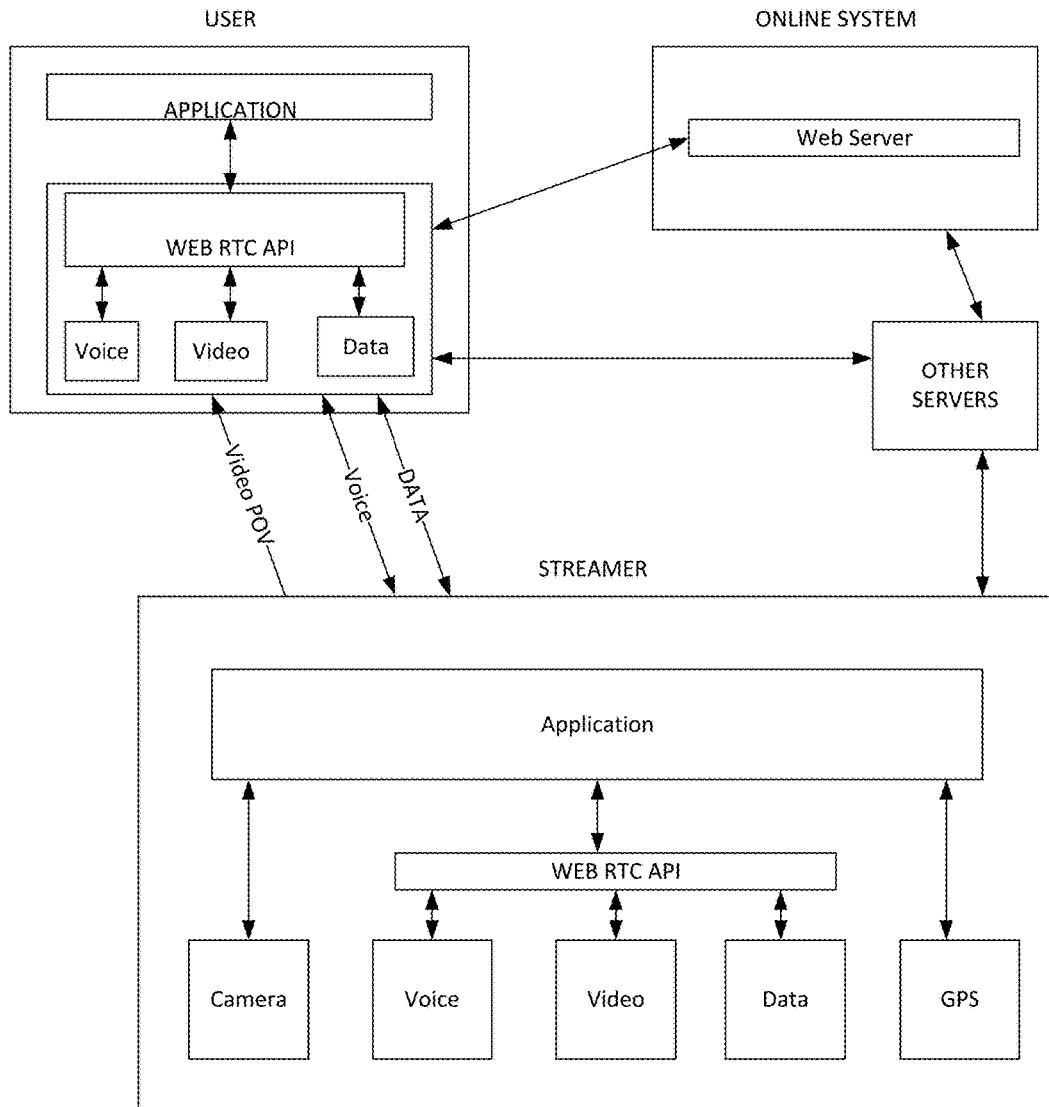 USER
ONLINE SYSTEM
APPLICATION
Web Server
WEB RTC API
Voice
Video
Data
OTHER
SERVERS
Video POV
Voice
DATA
STREAMER
Application
WEB RTC API
Camera
Voice
Video
Data
GPS